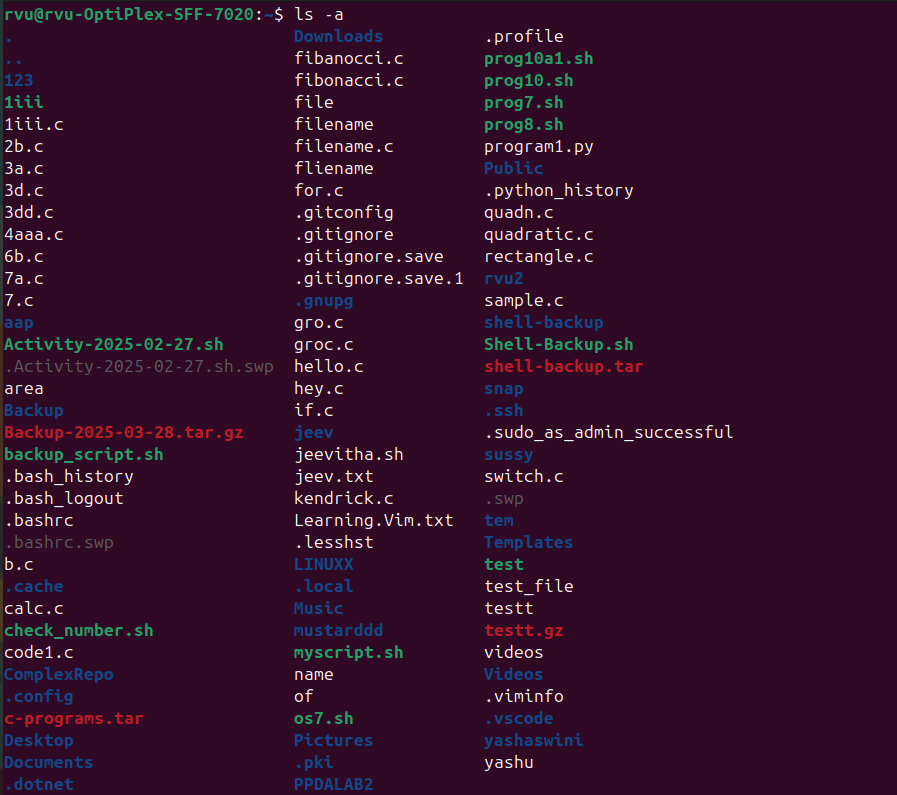 rvu@rvu-OptiPlex-SFF-7020:~$ ls -a
. Downloads .profile
.. fibanocci.c prog10a1.sh
123 fibonacci.c prog10.sh
1iii file prog7.sh
1iii.c filename prog8.sh
2b.c filename.c program1.py
3a.c fliename Public
3d.c for.c .python_history
3dd.c .gitconfig quadn.c
4aaa.c .gitignore quadratic.c
6b.c .gitignore.save rectangle.c
7a.c .gitignore.save.1 rvu2
7.c .gnupg sample.c
aap gro.c shell-backup
Activity-2025-02-27.sh groc.c Shell-Backup.sh
.Activity-2025-02-27.sh.swp hello.c shell-backup.tar
area hey.c snap
Backup if.c .ssh
Backup-2025-03-28.tar.gz jeev .sudo_as_admin_successful
backup_script.sh jeevitha.sh sussy
.bash_history jeev.txt switch.c
.bash_logout kendrick.c .swp
.bashrc Learning.Vim.txt tem
.bashrc.swp .lesshst Templates
b.c LINUXX test
.cache .local test_file
calc.c Music testt
check_number.sh mustarddd testt.gz
code1.c myscript.sh videos
ComplexRepo name Videos
.config of .viminfo
c-programs.tar os7.sh .vscode
Desktop Pictures yashaswini
Documents .pki yashu
.dotnet PPDALAB2